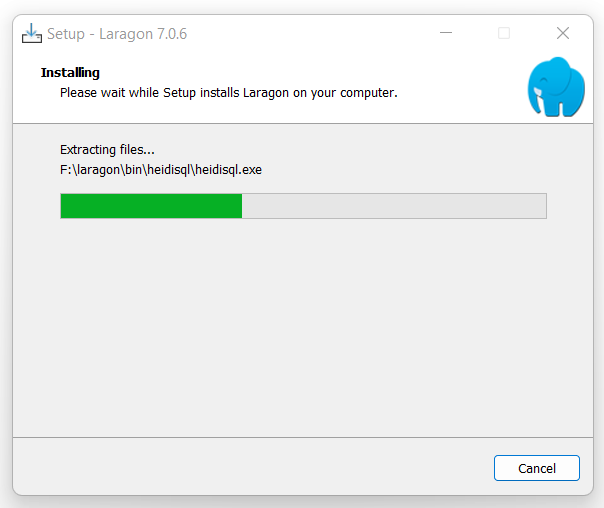 Setup - Laragon 7.0.6
Installing
Please wait while Setup installs Laragon on your computer.
Extracting files...
F:\laragon\bin\heidisql\heidisql.exe
Cancel